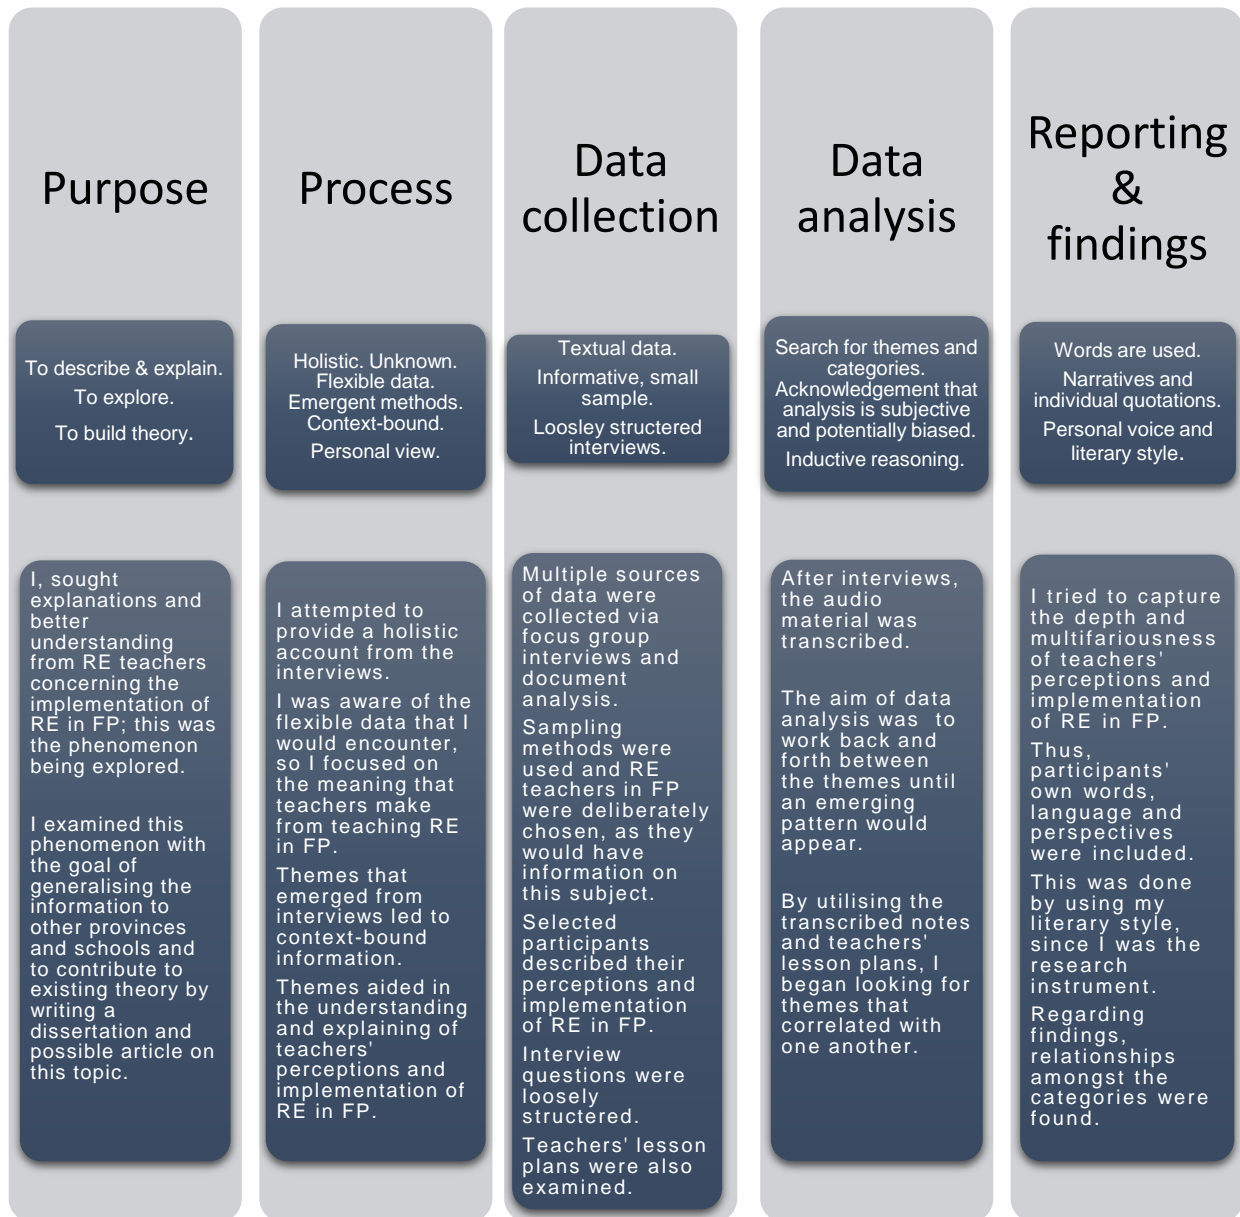 Purpose
To describe & explain.
To explore.
To build theory.
I, sought
explanations and
better
understanding
from RE teachers
concerning the
implementation of
RE in FP; this was
the phenomenon
being explored.
I examined this
phenomenon with
the goal of
generalising the
information to
other provinces
and schools and
to contribute to
existing theory by
writing a
dissertation and
possible article on
this topic.
Process
Holistic. Unknown.
Flexible data.
Emergent methods.
Context-bound.
Personal view.
I attempted to
provide a holistic
account from the
interviews.
I was aware of the
flexible data that I
would encounter,
so I focused on
the meaning that
teachers make
from teaching RE
in FP.
Themes that
emerged from
interviews led to
context-bound
information.
Themes aided in
the understanding
and explaining of
teachers'
perceptions and
implementation of
RE in FP.
Data
collection
Textual data.
Informative, small
sample.
Loosley structered
interviews.
Multiple sources
of data were
collected via
focus group
interviews and
document
analysis.
Sampling
methods were
used and RE
teachers in FP
were deliberately
chosen, as they
would have
information on
this subject.
Selected
participants
described their
perceptions and
implementation
of RE in FP.
Interview
questions were
loosely
structered.
Teachers' lesson
plans were also
examined.
Data
analysis
Search for themes and
categories.
Acknowledgement that
analysis is subjective
and potentially biased.
Inductive reasoning.
After interviews,
the audio
material was
transcribed.
The aim of data
analysis was to
work back and
forth between
the themes until
an emerging
pattern would
appear.
By utilising the
transcribed notes
and teachers'
lesson plans, I
began looking for
themes that
correlated with
one another.
Reporting
&
findings
Words are used.
Narratives and
individual quotations.
Personal voice and
literary style.
I tried to capture
the depth and
multifariousness
of teachers'
perceptions and
implementation
of RE in FP.
Thus,
participants'
own words,
language and
perspectives
were included.
This was done
by using my
literary style,
since I was the
research
instrument.
Regarding
findings,
relationships
amongst the
categories were
found.